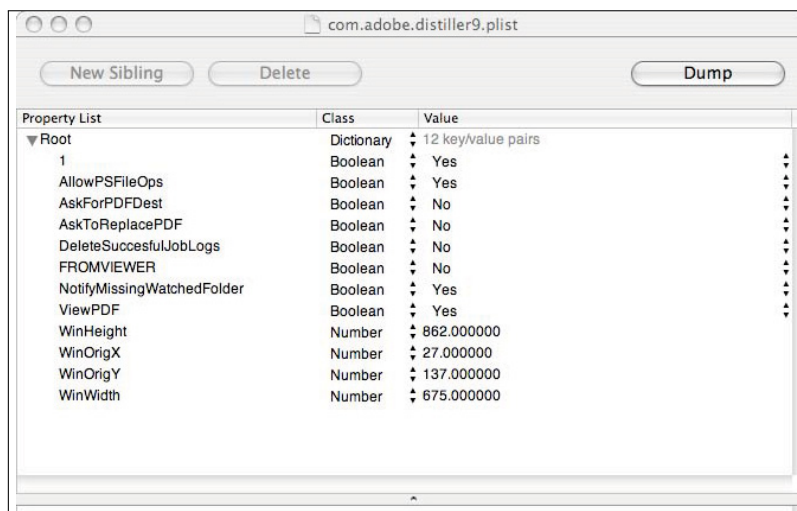 com.adobe.distiller9.plist
New Sibling Delete Dump
Property List Class Value
Root Dictionary 12 key/value pairs
1 Boolean Yes
AllowPSFileOps Boolean Yes
AskForPDFDest Boolean No
AskToReplacePDF Boolean No
DeleteSuccesfulJobLogs Boolean No
FROMVIEWER Boolean No
NotifyMissingWatchedFolder Boolean Yes
ViewPDF Boolean Yes
WinHeight Number 862.000000
WinOrigX Number 27.000000
WinOrigY Number 137.000000
WinWidth Number 675.000000